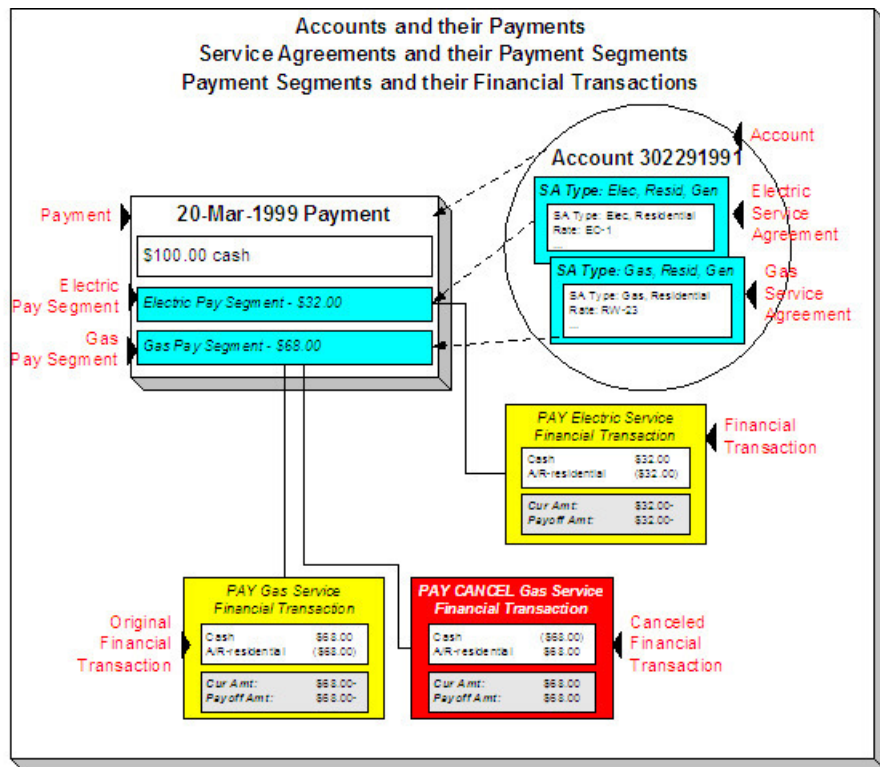 Accounts and their Payments
Service Agreements and their Payment Segments
Payment Segments and their Financial Transactions
Account
Account 302291991
SA Type: Elec, Resid, Gen
SA Type: Elec, Residential
Rate: EO-1
...
Electric
Service
Agreement
SA Type: Gas, Resid, Gen
SA Type: Gas, Residential
Rate: RW-23
...
Gas
Service
Agreement
Payment
20-Mar-1999 Payment
$100.00 cash
Electric
Pay Segment
Electric Pay Segment - $32.00
Gas
Pay Segment
Gas Pay Segment - $68.00
PAY Electric Service
Financial Transaction
Cash $32.00
A/R-residential ($32.00)
Cur Amt: $32.00-
Payoff Amt: $32.00-
Financial
Transaction
Original
Financial
Transaction
PAY Gas Service
Financial Transaction
Cash $68.00
A/R-residential ($68.00)
Cur Amt: $68.00-
Payoff Amt: $68.00-
PAY CANCEL Gas Service
Financial Transaction
Cash ($68.00)
A/R-residential $68.00
Cur Amt: $68.00
Payoff Amt: $68.00
Canceled
Financial
Transaction